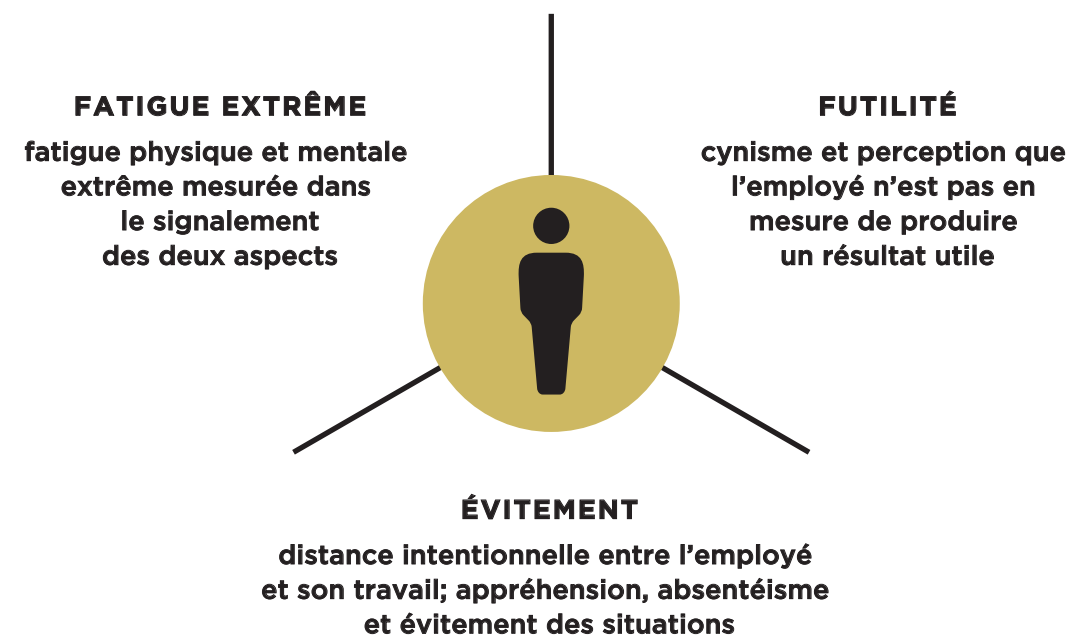 FATIGUE EXTRÊME
fatigue physique et mentale
extrême mesurée dans
le signalement
des deux aspects
FUTILITÉ
cynisme et perception que
l’employé n’est pas en
mesure de produire
un résultat utile
ÉVITEMENT
distance intentionnelle entre l’employé
et son travail; appréhension, absentéisme
et évitement des situations